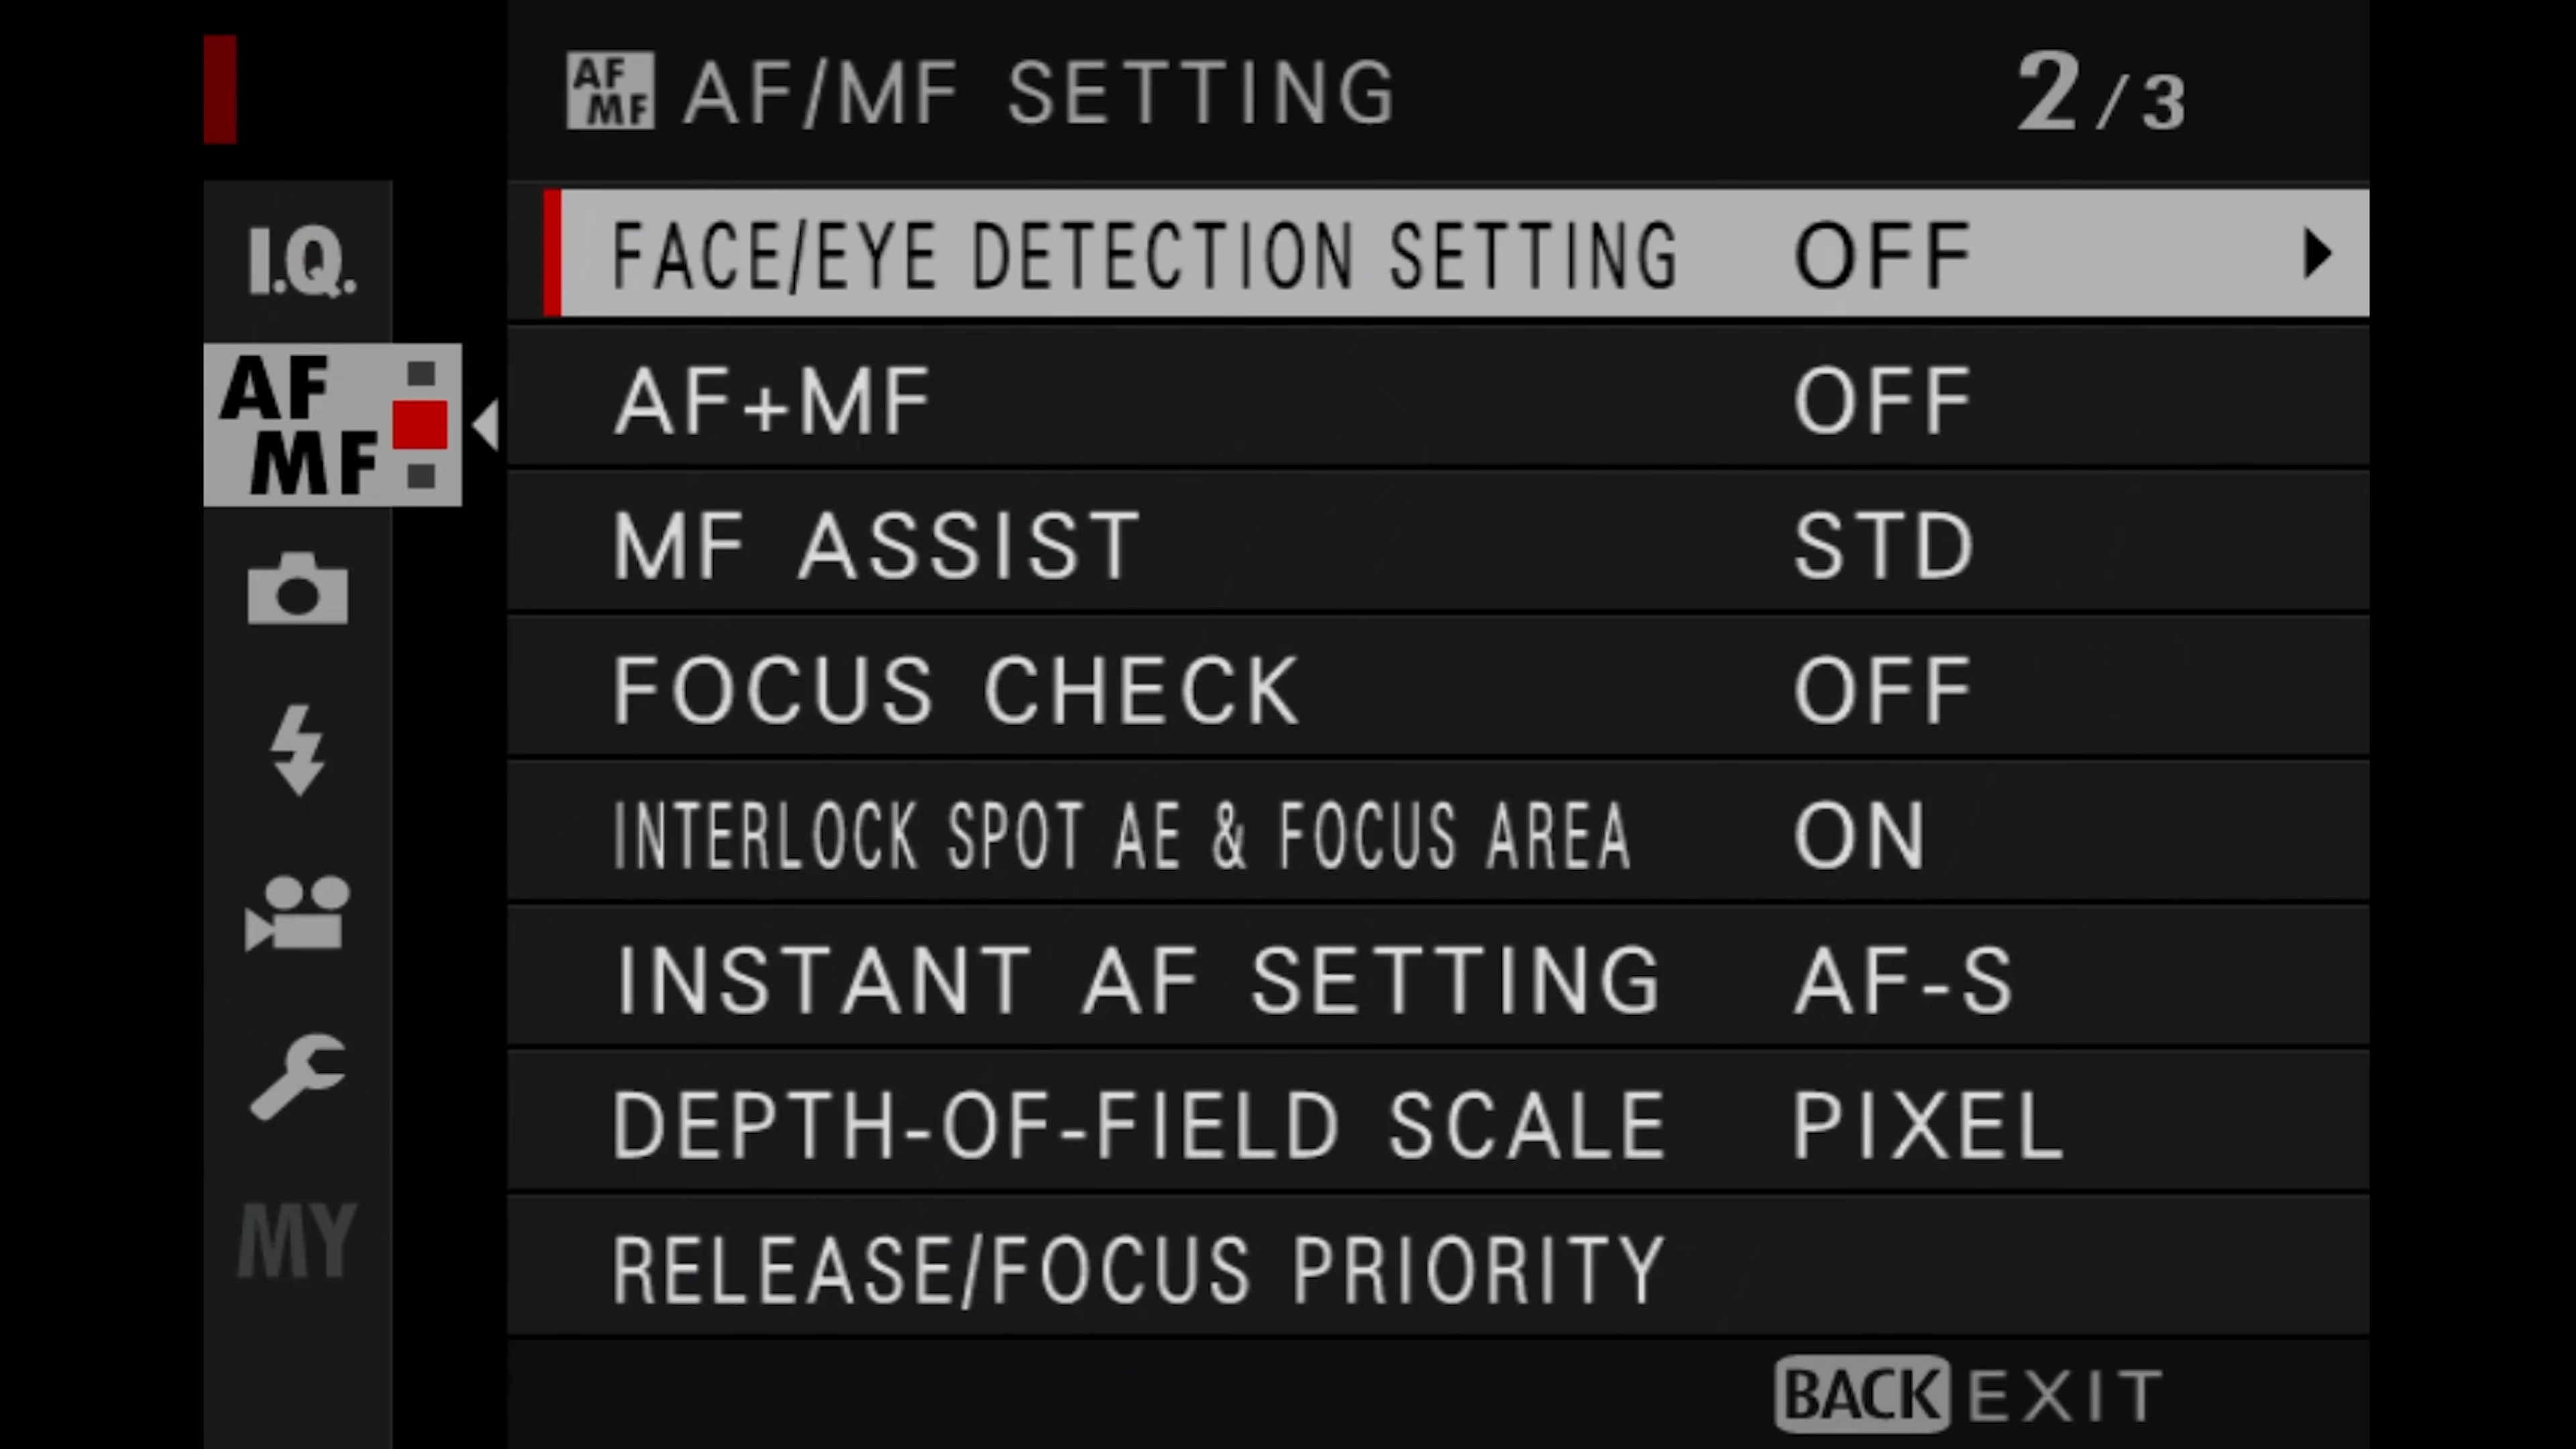 AF MF AF/MF SETTING 2/3
I.Q.
AF
MF
FACE/EYE DETECTION SETTING OFF
AF+MF OFF
MF ASSIST STD
FOCUS CHECK OFF
INTERLOCK SPOT AE & FOCUS AREA ON
INSTANT AF SETTING AF-S
DEPTH-OF-FIELD SCALE PIXEL
RELEASE/FOCUS PRIORITY
MY
BACK EXIT